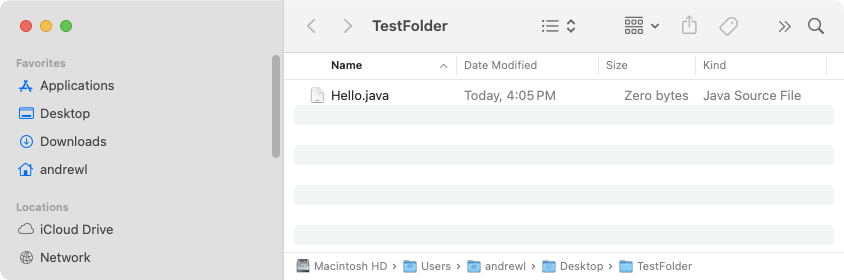 TestFolder
Favorites
Applications
Desktop
Downloads
andrewl
Locations
iCloud Drive
Network
Name Date Modified Size Kind
Hello.java Today, 4:05 PM Zero bytes Java Source File
Macintosh HD › Users › andrewl › Desktop › TestFolder